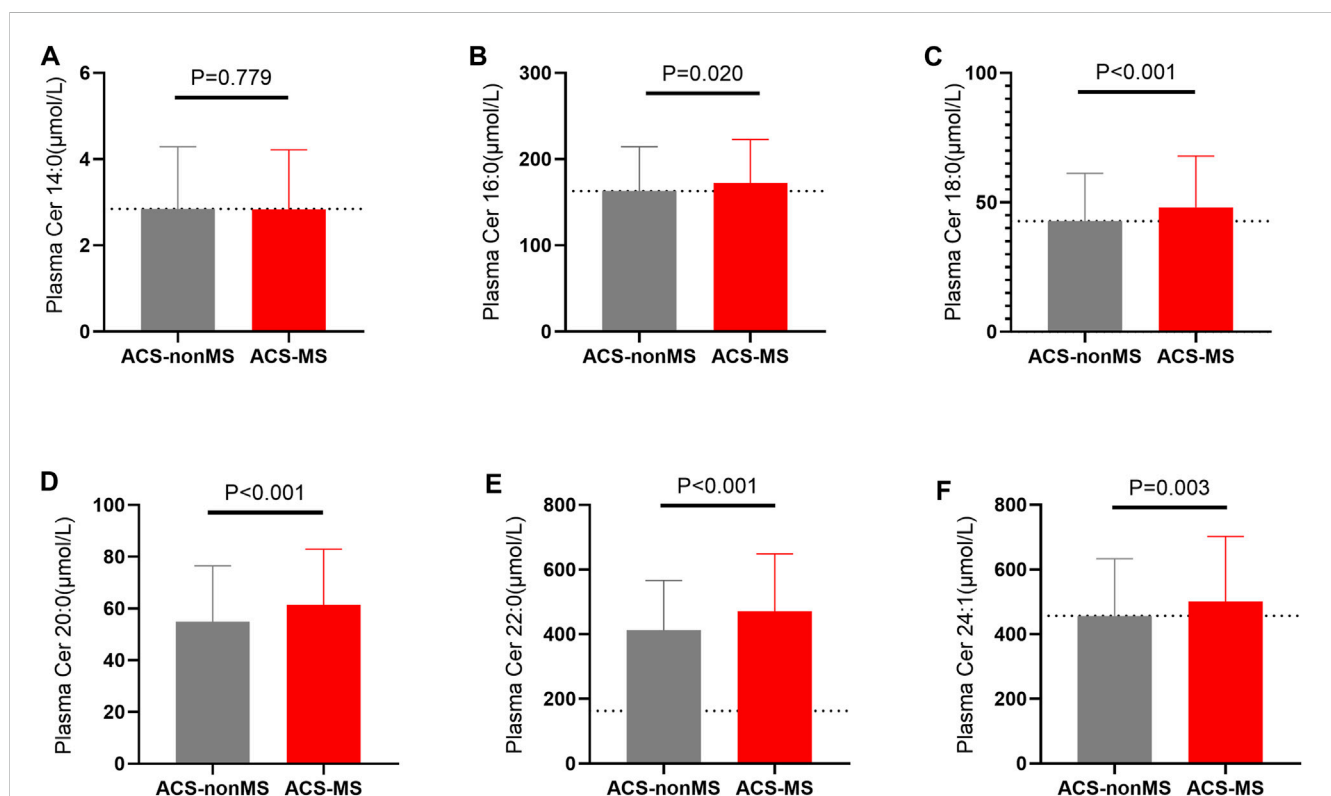 A
Plasma Cer 14:0(μmol/L)
P=0.779
6
4
2
0
ACS-nonMS ACS-MS
B
Plasma Cer 16:0(μmol/L)
P=0.020
300
200
100
0
ACS-nonMS ACS-MS
C
Plasma Cer 18:0(μmol/L)
P<0.001
100
50
0
ACS-nonMS ACS-MS
D
Plasma Cer 20:0(μmol/L)
P<0.001
100
80
60
40
20
0
ACS-nonMS ACS-MS
E
Plasma Cer 22:0(μmol/L)
P<0.001
800
600
400
200
0
ACS-nonMS ACS-MS
F
Plasma Cer 24:1(μmol/L)
P=0.003
800
600
400
200
0
ACS-nonMS ACS-MS